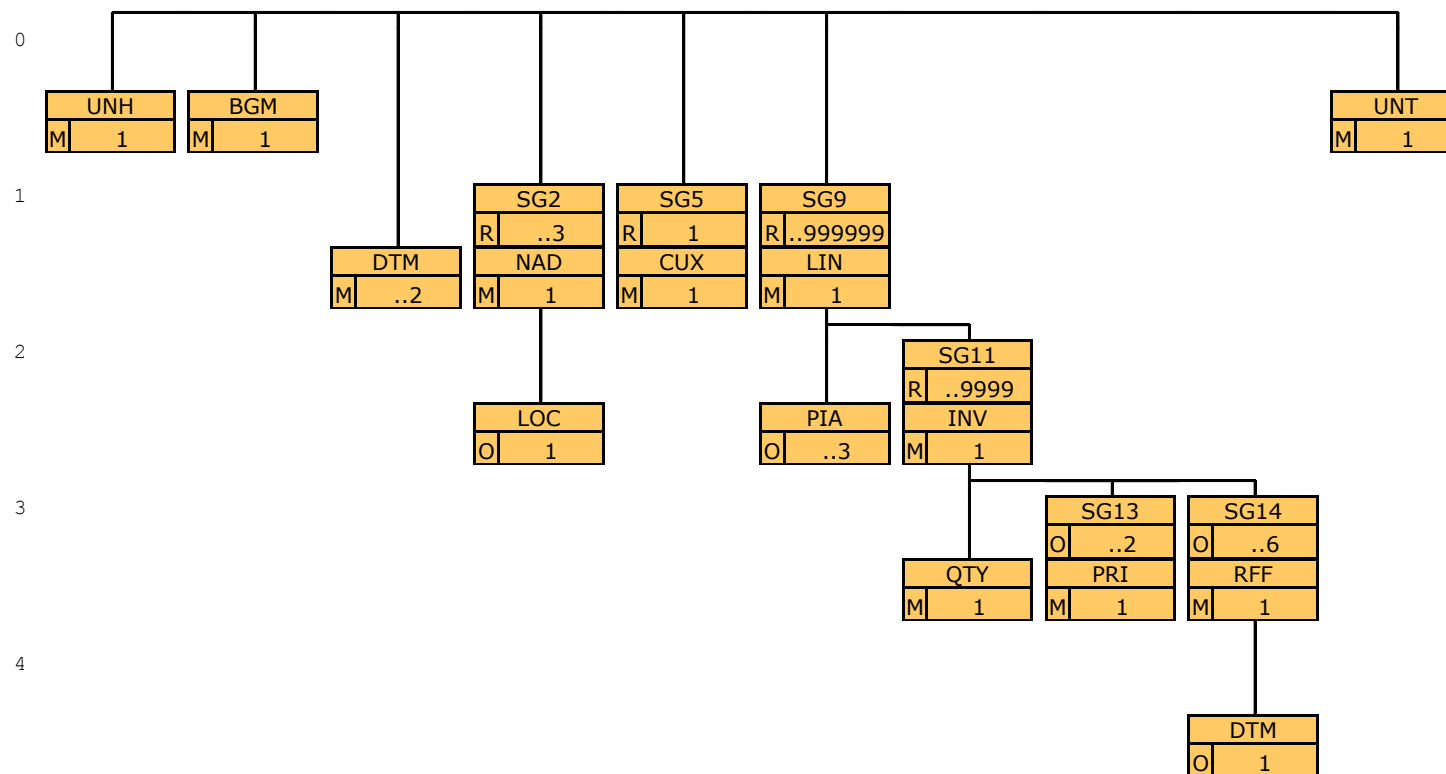 0
UNH BGM UNT
M 1 M 1 M 1
1
SG2 SG5 SG9
R ..3 R 1 R ..999999
DTM NAD CUX LIN
M ..2 M 1 M 1 M 1
2
SG11
R ..9999
LOC PIA INV
O 1 O ..3 M 1
3
SG13 SG14
O ..2 O ..6
QTY PRI RFF
M 1 M 1 M 1
4
DTM
O 1